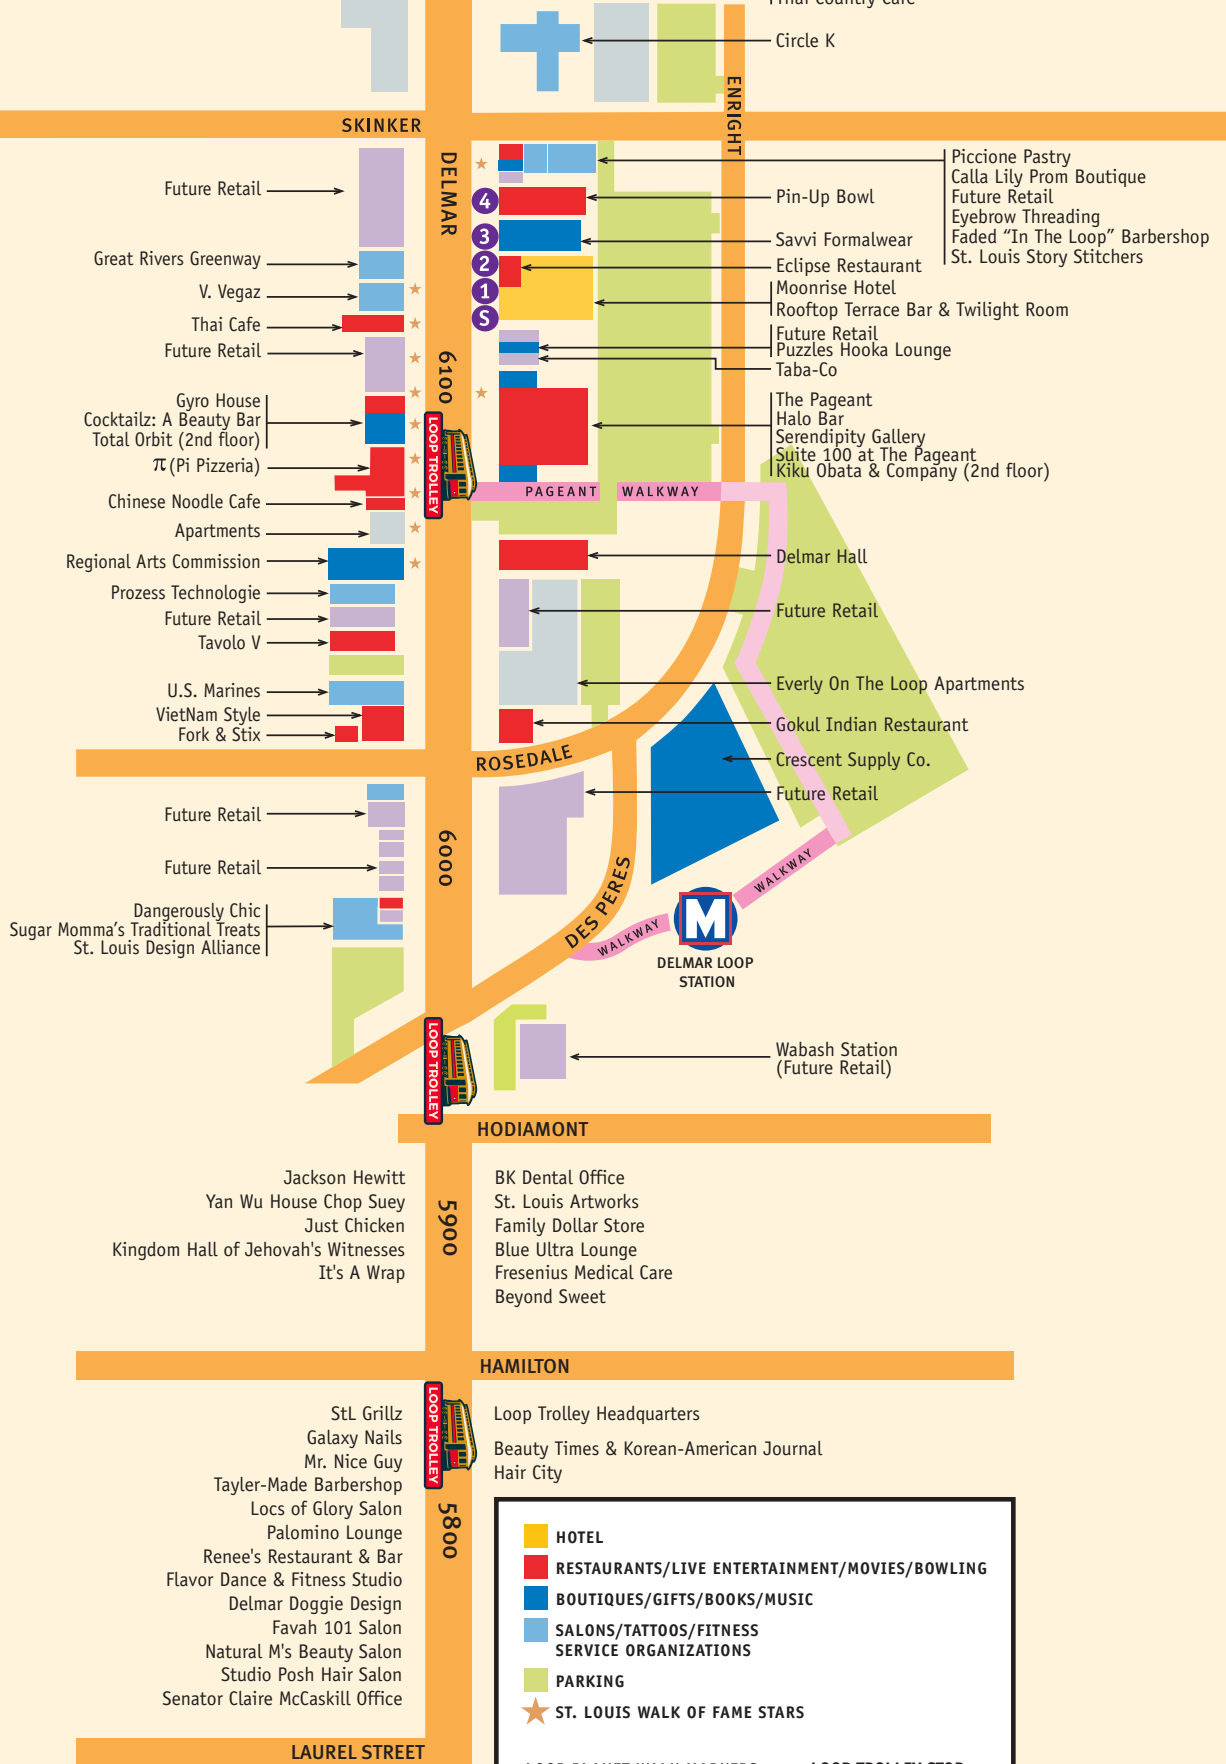 Circle K
ENRIGHT
SKINKER
DELMAR
Future Retail
Great Rivers Greenway
V. Vegaz
Thai Cafe
Future Retail
Gyro House
Cocktailz: A Beauty Bar
Total Orbit (2nd floor)
π (Pi Pizzeria)
Chinese Noodle Cafe
Apartments
Regional Arts Commission
Prozess Technologie
Future Retail
Tavolo V
U.S. Marines
VietNam Style
Fork & Stix
4
3
2
1
S
6100
LOOP TROLLEY
Piccione Pastry
Calla Lily Prom Boutique
Future Retail
Eyebrow Threading
Faded “In The Loop” Barbershop
St. Louis Story Stitchers
Pin-Up Bowl
Savvi Formalwear
Eclipse Restaurant
Moonrise Hotel
Rooftop Terrace Bar & Twilight Room
Future Retail
Puzzles Hooka Lounge
Taba-Co
The Pageant
Halo Bar
Serendipity Gallery
Suite 100 at The Pageant
Kiku Obata & Company (2nd floor)
PAGEANT WALKWAY
Delmar Hall
Future Retail
Everly On The Loop Apartments
Gokul Indian Restaurant
ROSEDALE
Crescent Supply Co.
Future Retail
6000
Future Retail
Future Retail
Dangerously Chic
Sugar Momma’s Traditional Treats
St. Louis Design Alliance
DES PERES
WALKWAY
WALKWAY
M
DELMAR LOOP
STATION
LOOP TROLLEY
Wabash Station
(Future Retail)
HODIAMONT
5900
Jackson Hewitt
Yan Wu House Chop Suey
Just Chicken
Kingdom Hall of Jehovah's Witnesses
It's A Wrap
BK Dental Office
St. Louis Artworks
Family Dollar Store
Blue Ultra Lounge
Fresenius Medical Care
Beyond Sweet
HAMILTON
LOOP TROLLEY
5800
StL Grillz
Galaxy Nails
Mr. Nice Guy
Tayler-Made Barbershop
Locs of Glory Salon
Palomino Lounge
Renee's Restaurant & Bar
Flavor Dance & Fitness Studio
Delmar Doggie Design
Favah 101 Salon
Natural M's Beauty Salon
Studio Posh Hair Salon
Senator Claire McCaskill Office
Loop Trolley Headquarters
Beauty Times & Korean-American Journal
Hair City
HOTEL
RESTAURANTS/LIVE ENTERTAINMENT/MOVIES/BOWLING
BOUTIQUES/GIFTS/BOOKS/MUSIC
SALONS/TATTOOS/FITNESS
SERVICE ORGANIZATIONS
PARKING
ST. LOUIS WALK OF FAME STARS
LAUREL STREET